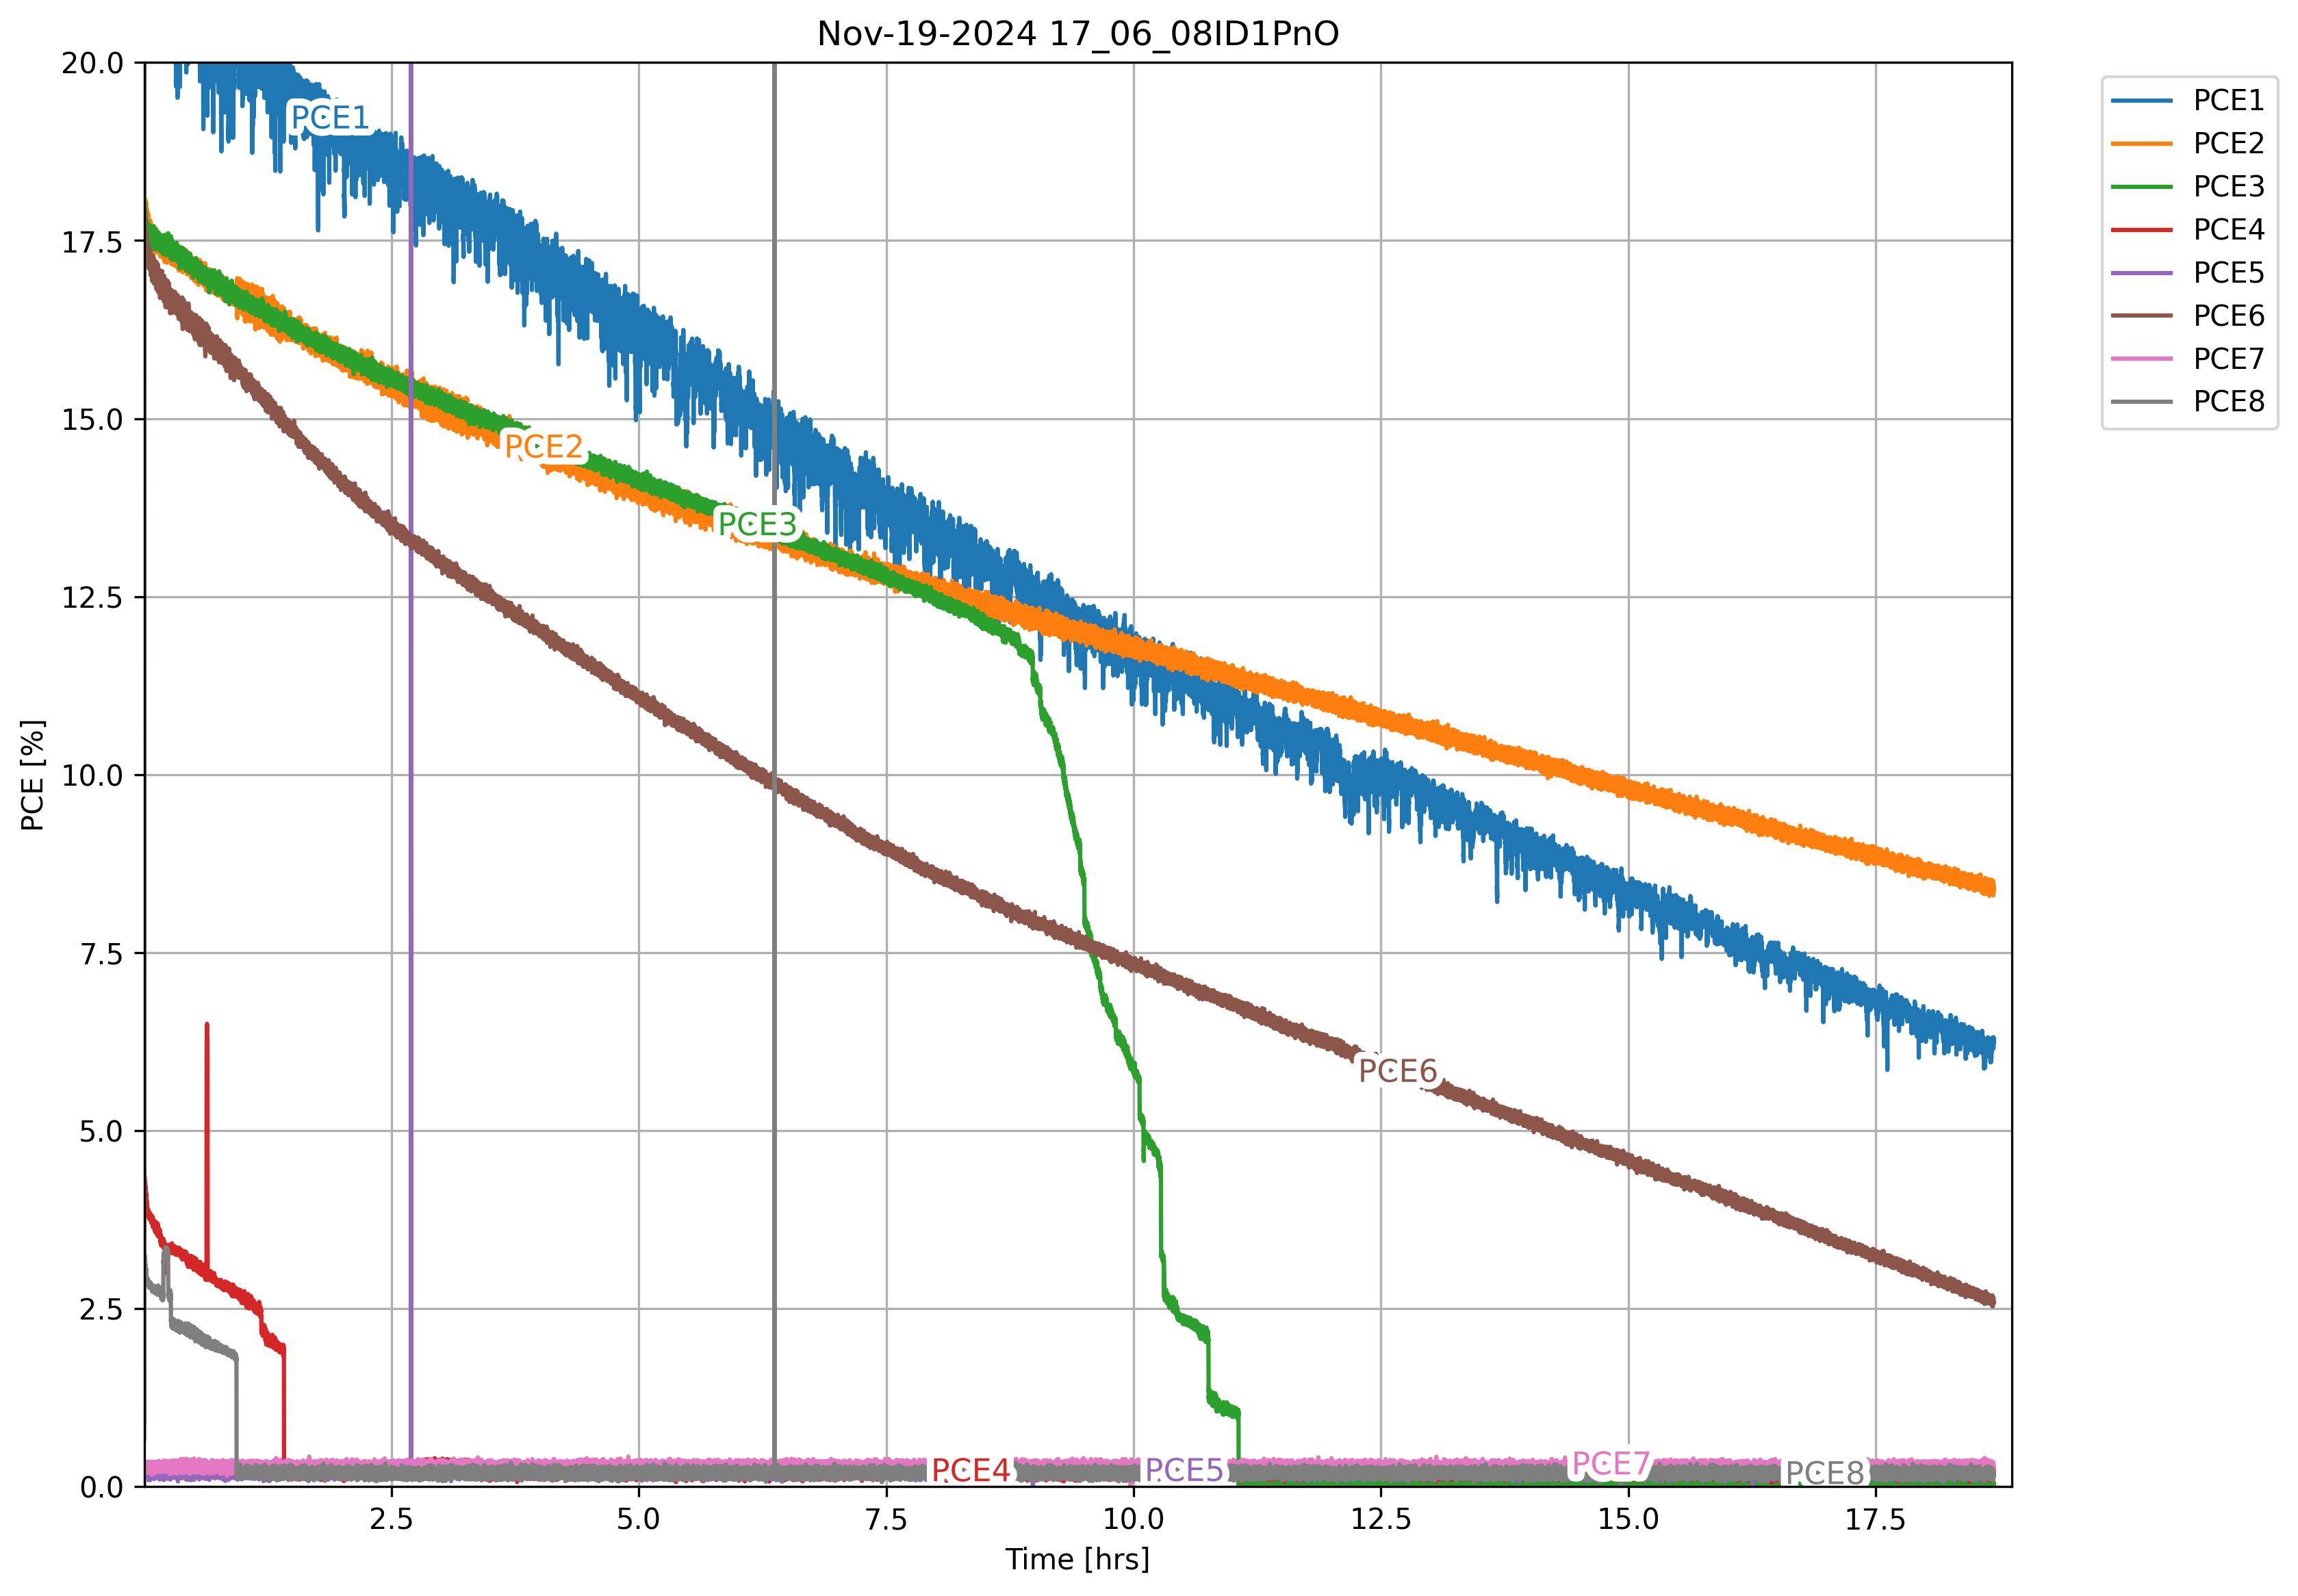 Nov-19-2024 17_06_08ID1PnO
20.0
17.5
15.0
12.5
10.0
7.5
5.0
2.5
0.0
PCE [%]
2.5 5.0 7.5 10.0 12.5 15.0 17.5
Time [hrs]
PCE1
PCE2
PCE3
PCE6
PCE4
PCE5
PCE7
PCE8
PCE1
PCE2
PCE3
PCE4
PCE5
PCE6
PCE7
PCE8